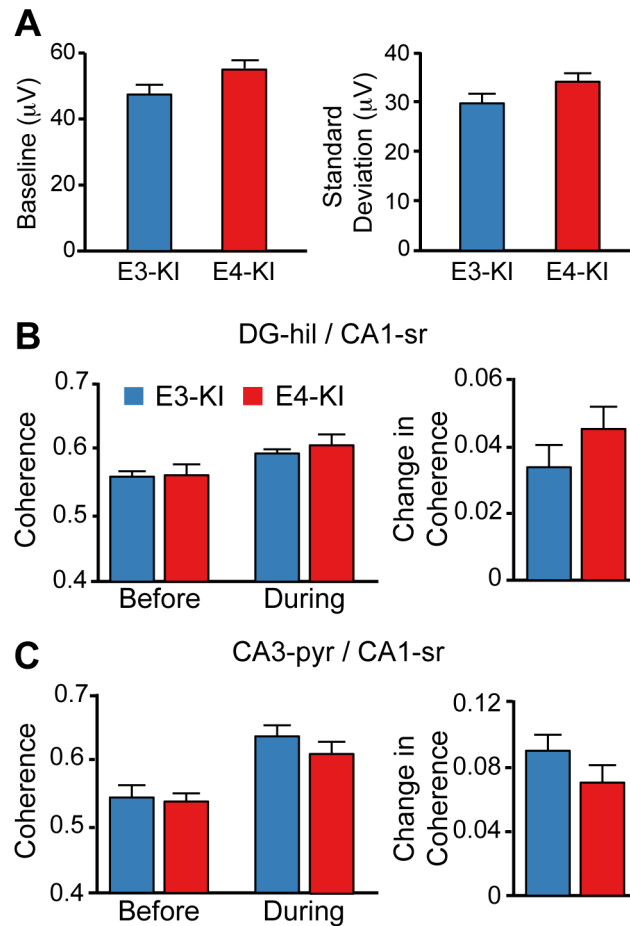 A
Baseline (μV)
60
40
20
0
E3-KI
E4-KI
Standard
Deviation (μV)
40
30
20
10
0
E3-KI
E4-KI
B
DG-hil / CA1-sr
Coherence
0.7
0.6
0.5
0.4
E3-KI
E4-KI
Before
During
Change in
Coherence
0.06
0.04
0.02
0
C
CA3-pyr / CA1-sr
Coherence
0.7
0.6
0.5
0.4
Before
During
Change in
Coherence
0.12
0.08
0.04
0